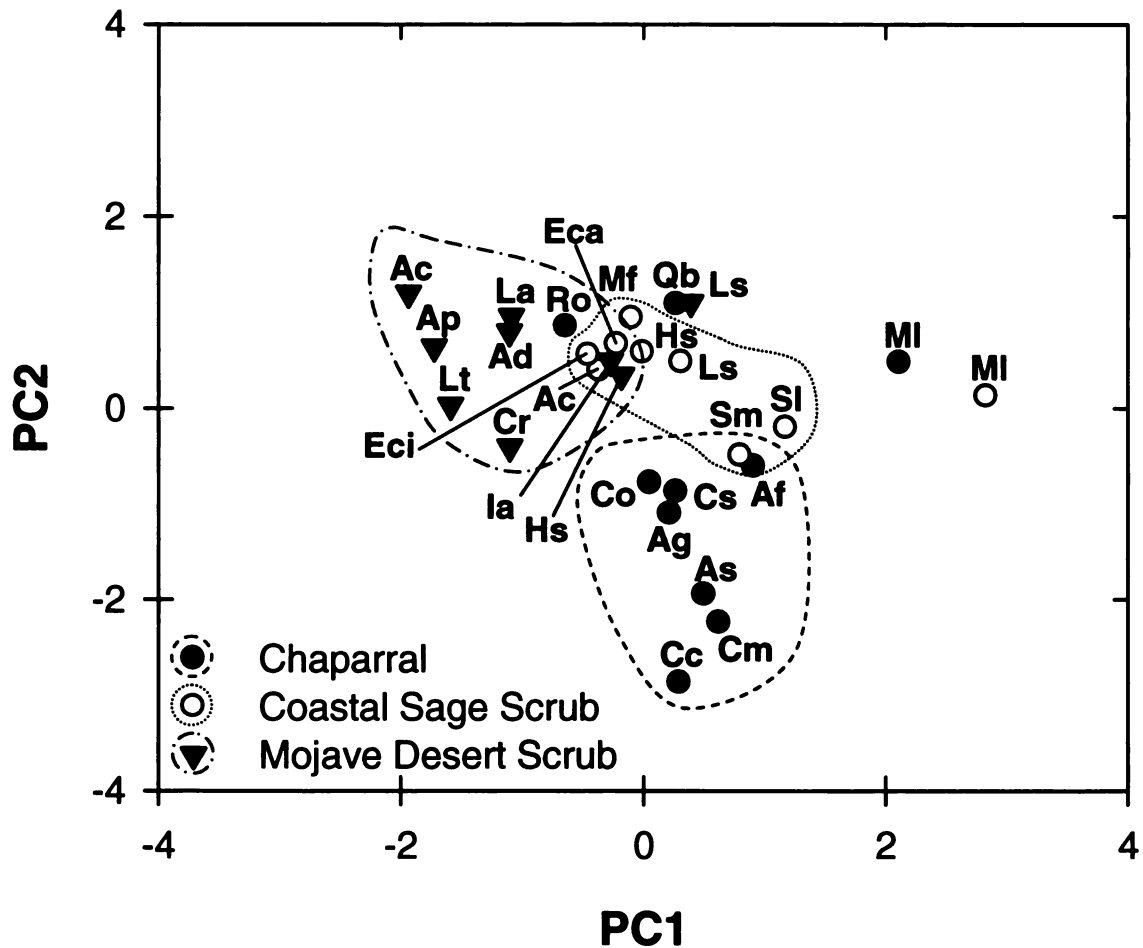 4
2
0
-2
-4
PC2
Eca
Ac
La
Ro
Mf
Qb
Ls
Ap
Ad
Hs
Ls
Ml
Ml
Lt
Ac
Sl
Cr
Sm
Eci
Ia
Hs
Co
Cs
Af
Ag
As
Cc
Cm
Chaparral
Coastal Sage Scrub
Mojave Desert Scrub
-4
-2
0
2
4
PC1